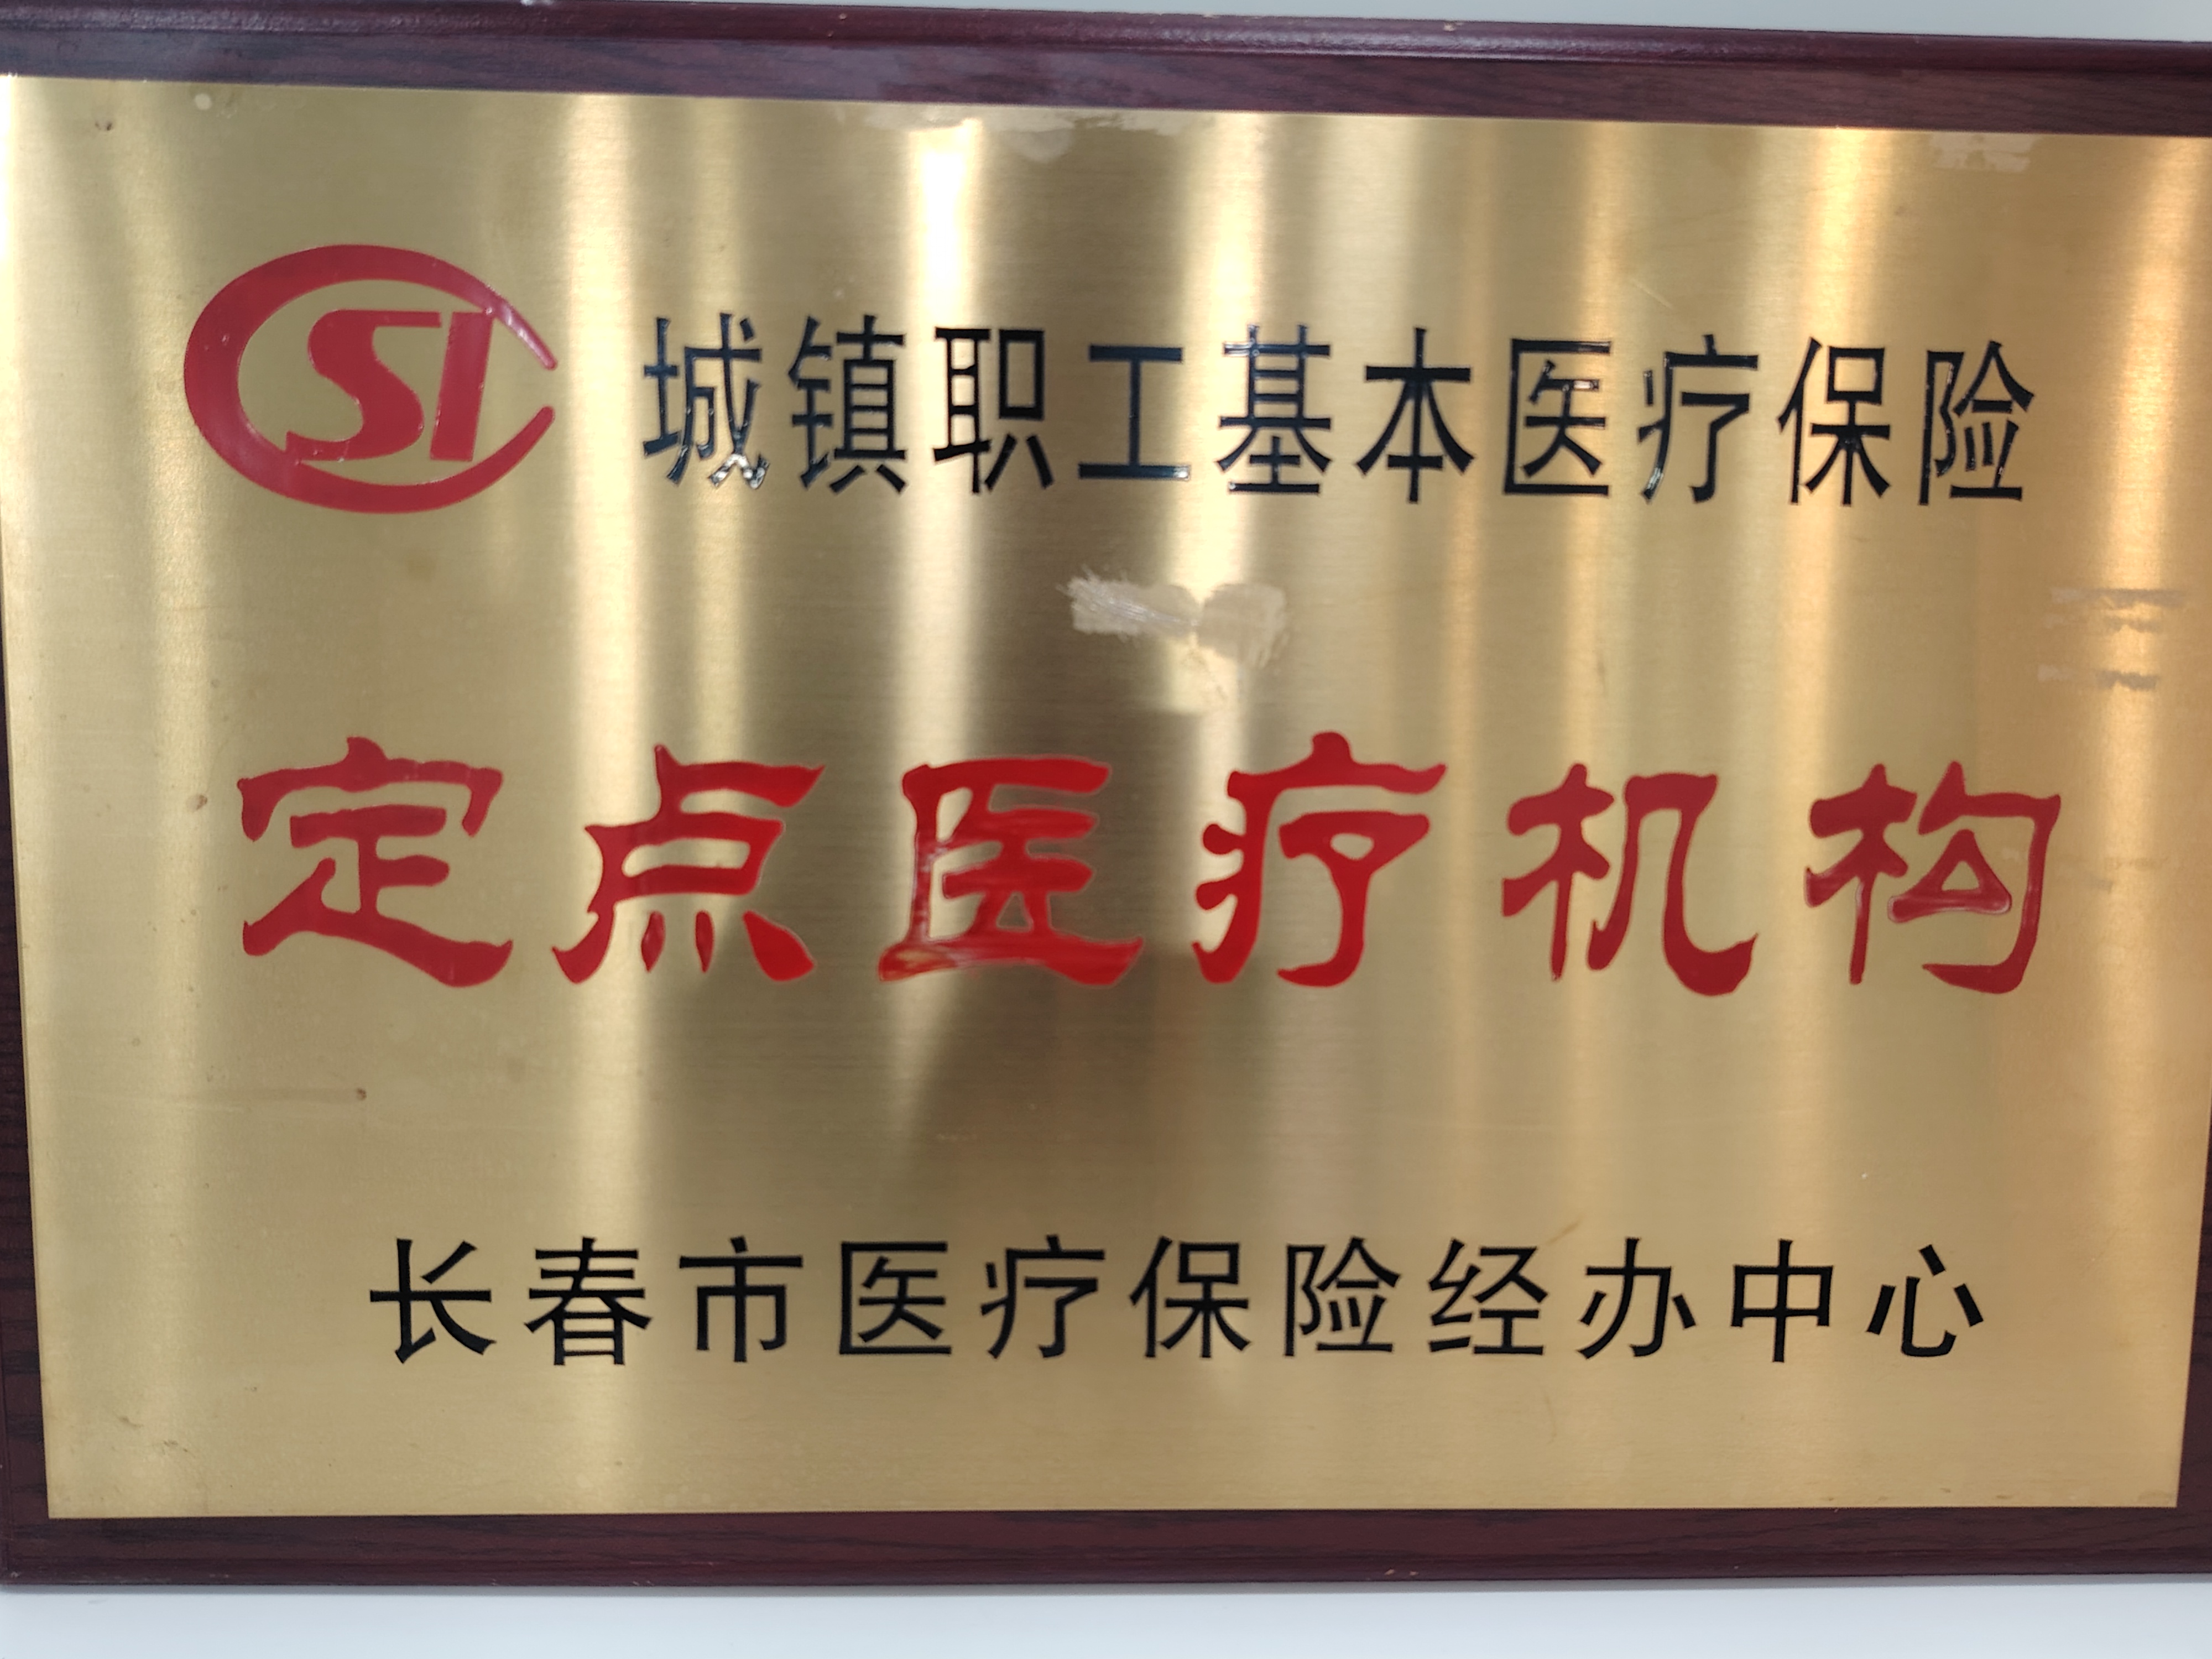 CSI 城镇职工基本医疗保险
定点医疗机构
长春市医疗保险经办中心